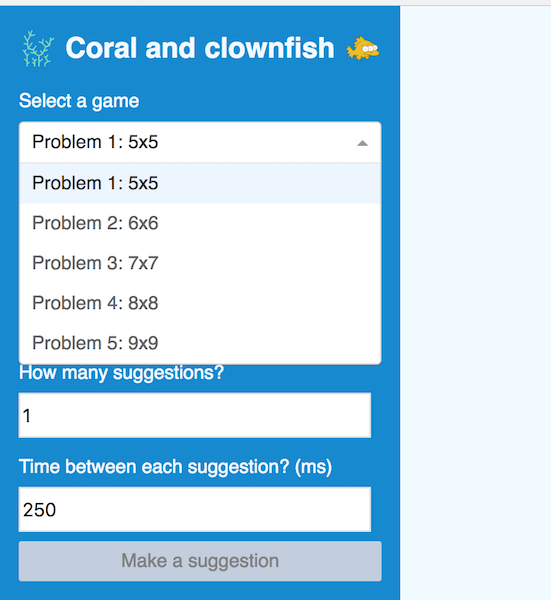 Coral and clownfish
Select a game
Problem 1: 5x5
Problem 1: 5x5
Problem 2: 6x6
Problem 3: 7x7
Problem 4: 8x8
Problem 5: 9x9
How many suggestions?
1
Time between each suggestion? (ms)
250
Make a suggestion